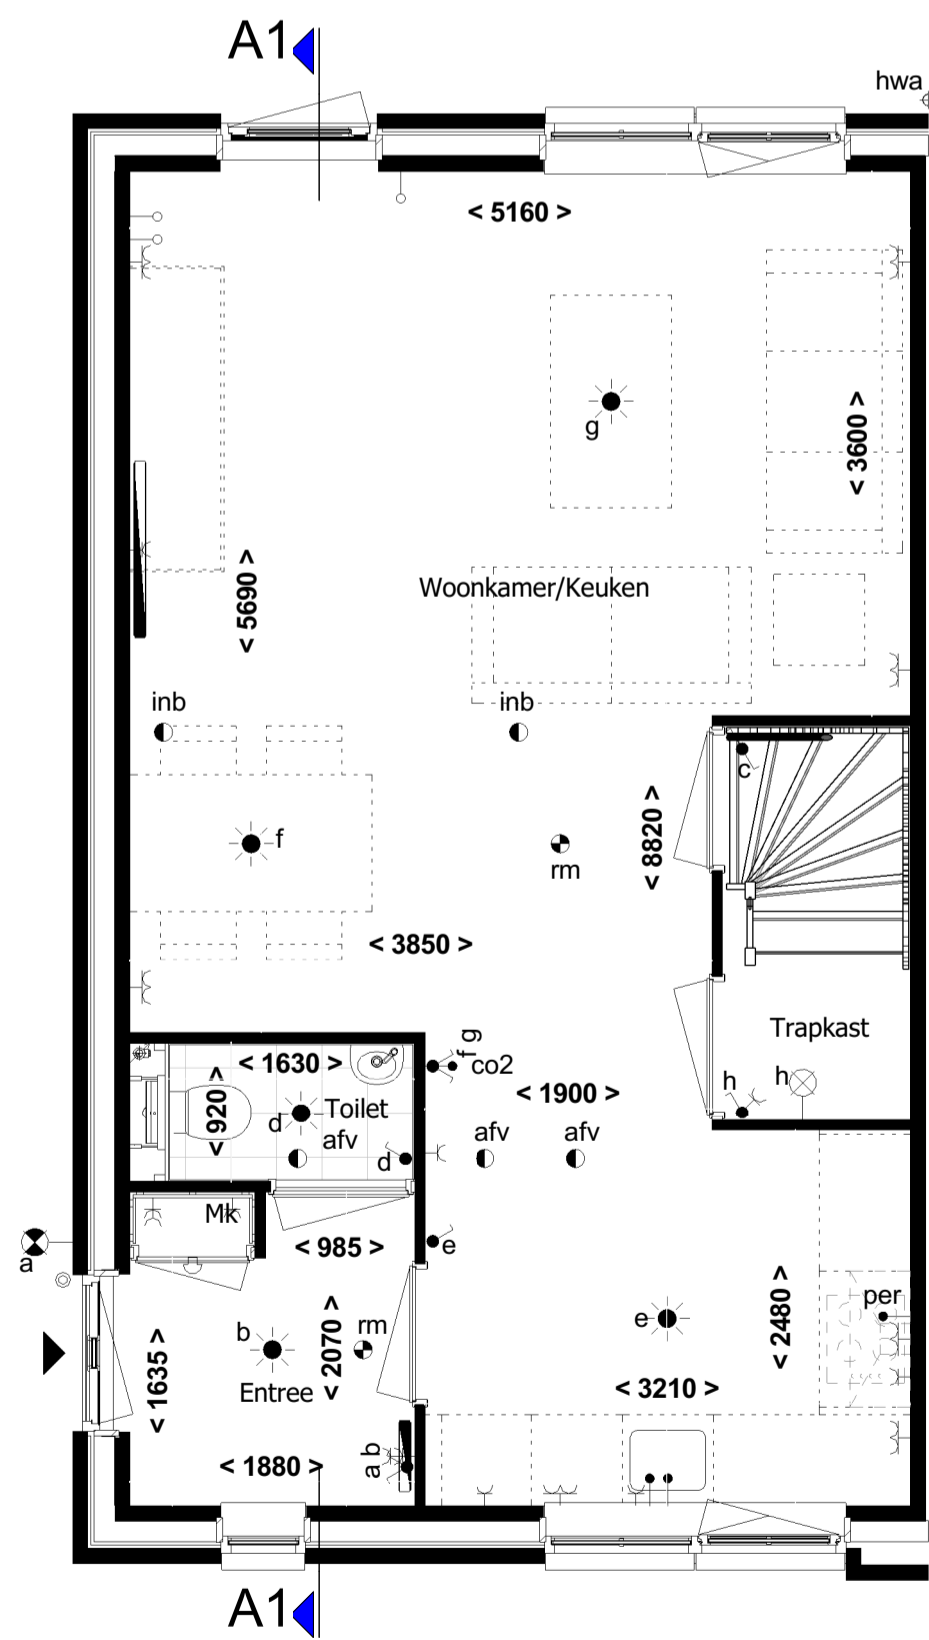 A1
hwa
< 5160 >
g
< 3600 >
< 5690 >
Woonkamer/Keuken
inb
inb
c
f
rm
< 8820 >
< 3850 >
Trapkast
f g
co2
< 1630 >
< 920 >
Toilet
d
afv
d
< 1900 >
h
h
afv
afv
Mk
a
< 985 >
e
per
b
rm
e
< 2480 >
< 1635 >
< 2070 >
Entree
< 3210 >
< 1880 >
a b
A1